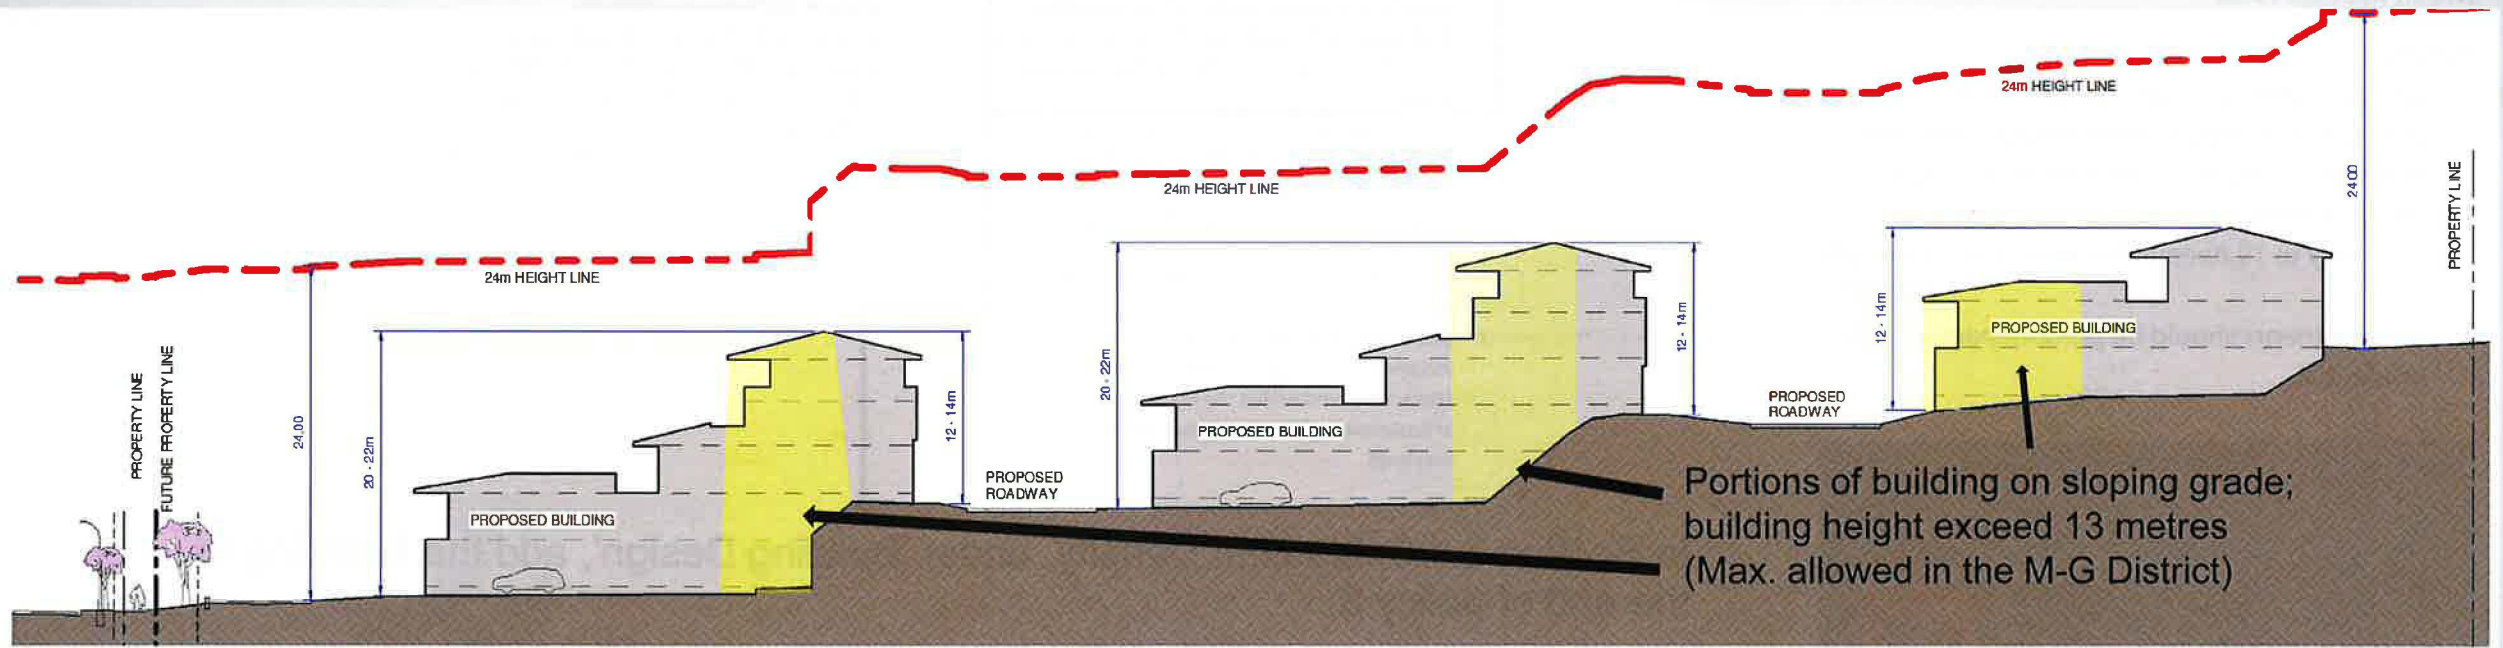 24m HEIGHT LINE
24m HEIGHT LINE
24m HEIGHT LINE
24.00
PROPERTY LINE
12 - 14m
PROPOSED BUILDING
12 - 14m
20 - 22m
PROPOSED BUILDING
PROPOSED
ROADWAY
PROPERTY LINE
FUTURE PROPERTY LINE
24.00
20 - 22m
12 - 14m
PROPOSED BUILDING
PROPOSED
ROADWAY
Portions of building on sloping grade;
building height exceed 13 metres
(Max. allowed in the M-G District)